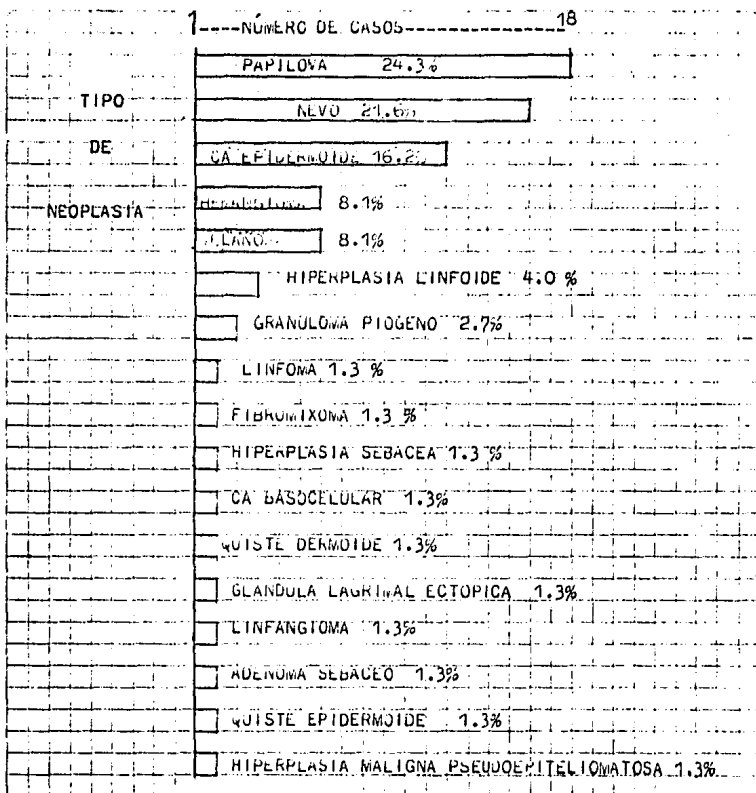 1----NÚMERO DE CASOS--------------18
PAPILOVA 24.3%
TIPO
NEVO 21.6%
DE
CA EPIDERMOIDE 16.2%
NEOPLASIA
8.1%
8.1%
HIPERPLASIA LINFOIDE 4.0 %
GRANULOMA PIOGENO 2.7%
LINFOMA 1.3 %
FIBROMIXOMA 1.3 %
HIPERPLASIA SEBACEA 1.3 %
CA BASOCELULAR 1.3%
QUISTE DERMOIDE 1.3%
GLANDULA LAGRIMAL ECTOPICA 1.3%
LINFANGIOMA 1.3%
ADENOMA SEBACEO 1.3%
QUISTE EPIDERMOIDE 1.3%
HIPERPLASIA MALIGNA PSEUDOEPITELIOMATOSA 1.3%